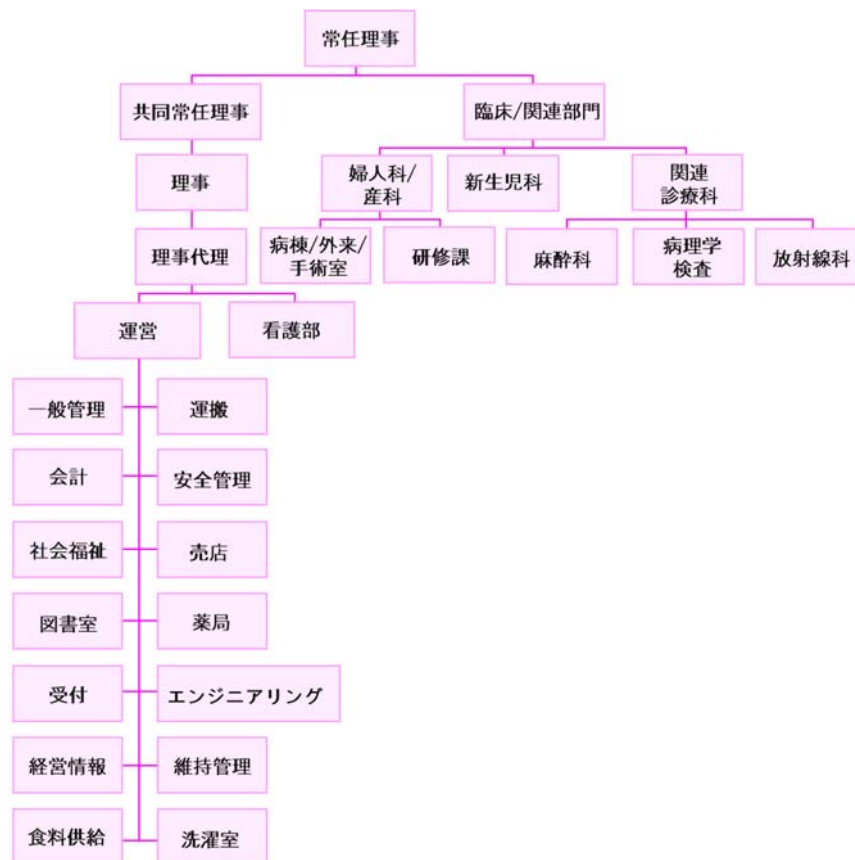 常任理事
共同常任理事
臨床/関連部門
理事
婦人科/
産科
新生児科
関連
診療科
理事代理
病棟/外来/
手術室
研修課
麻酔科
病理学
検査
放射線科
運営
看護部
一般管理
運搬
会計
安全管理
社会福祉
売店
図書室
薬局
受付
エンジニアリング
経営情報
維持管理
食料供給
洗濯室